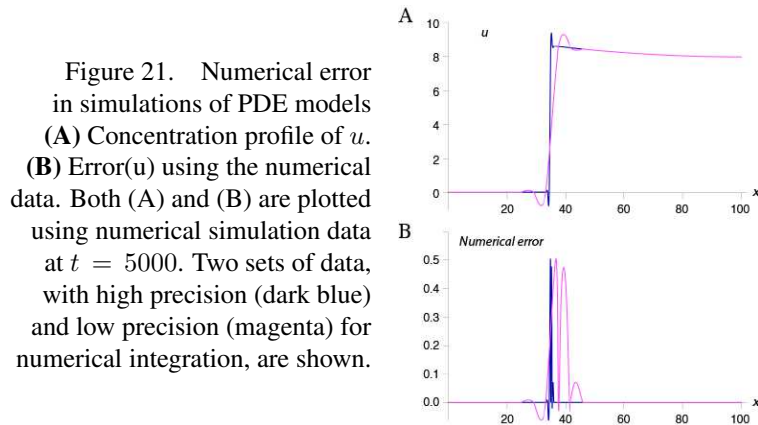 Figure 21. Numerical error
in simulations of PDE models
(A) Concentration profile of u.
(B) Error(u) using the numerical
data. Both (A) and (B) are plotted
using numerical simulation data
at t = 5000. Two sets of data,
with high precision (dark blue)
and low precision (magenta) for
numerical integration, are shown.
A
u
10
8
6
4
2
0
20 40 60 80 100
x
B
Numerical error
0.5
0.4
0.3
0.2
0.1
0.0
20 40 60 80 100
x